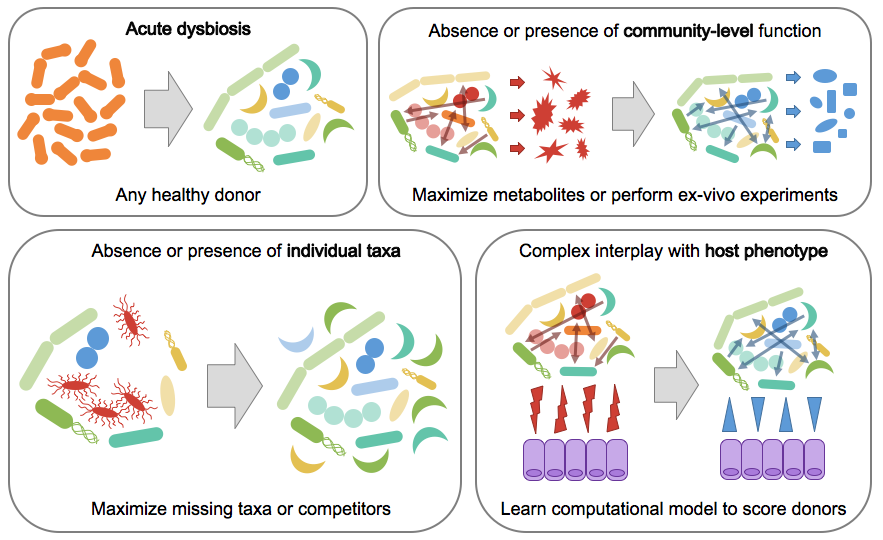 Acute dysbiosis
Any healthy donor
Absence or presence of community-level function
Maximize metabolites or perform ex-vivo experiments
Absence or presence of individual taxa
Maximize missing taxa or competitors
Complex interplay with host phenotype
Learn computational model to score donors